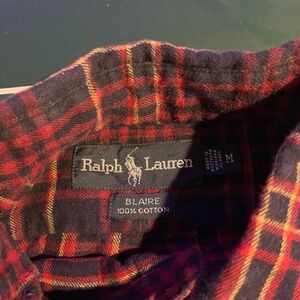 Ralph Lauren
M
BLAIRE
100% COTTON